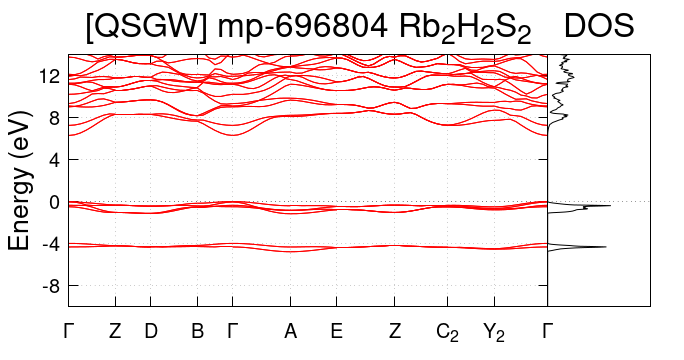 [QSGW] mp-696804 Rb₂H₂S₂ DOS
Energy (eV)
12
8
4
0
-4
-8
Γ Z D B Γ A E Z C₂ Y₂ Γ